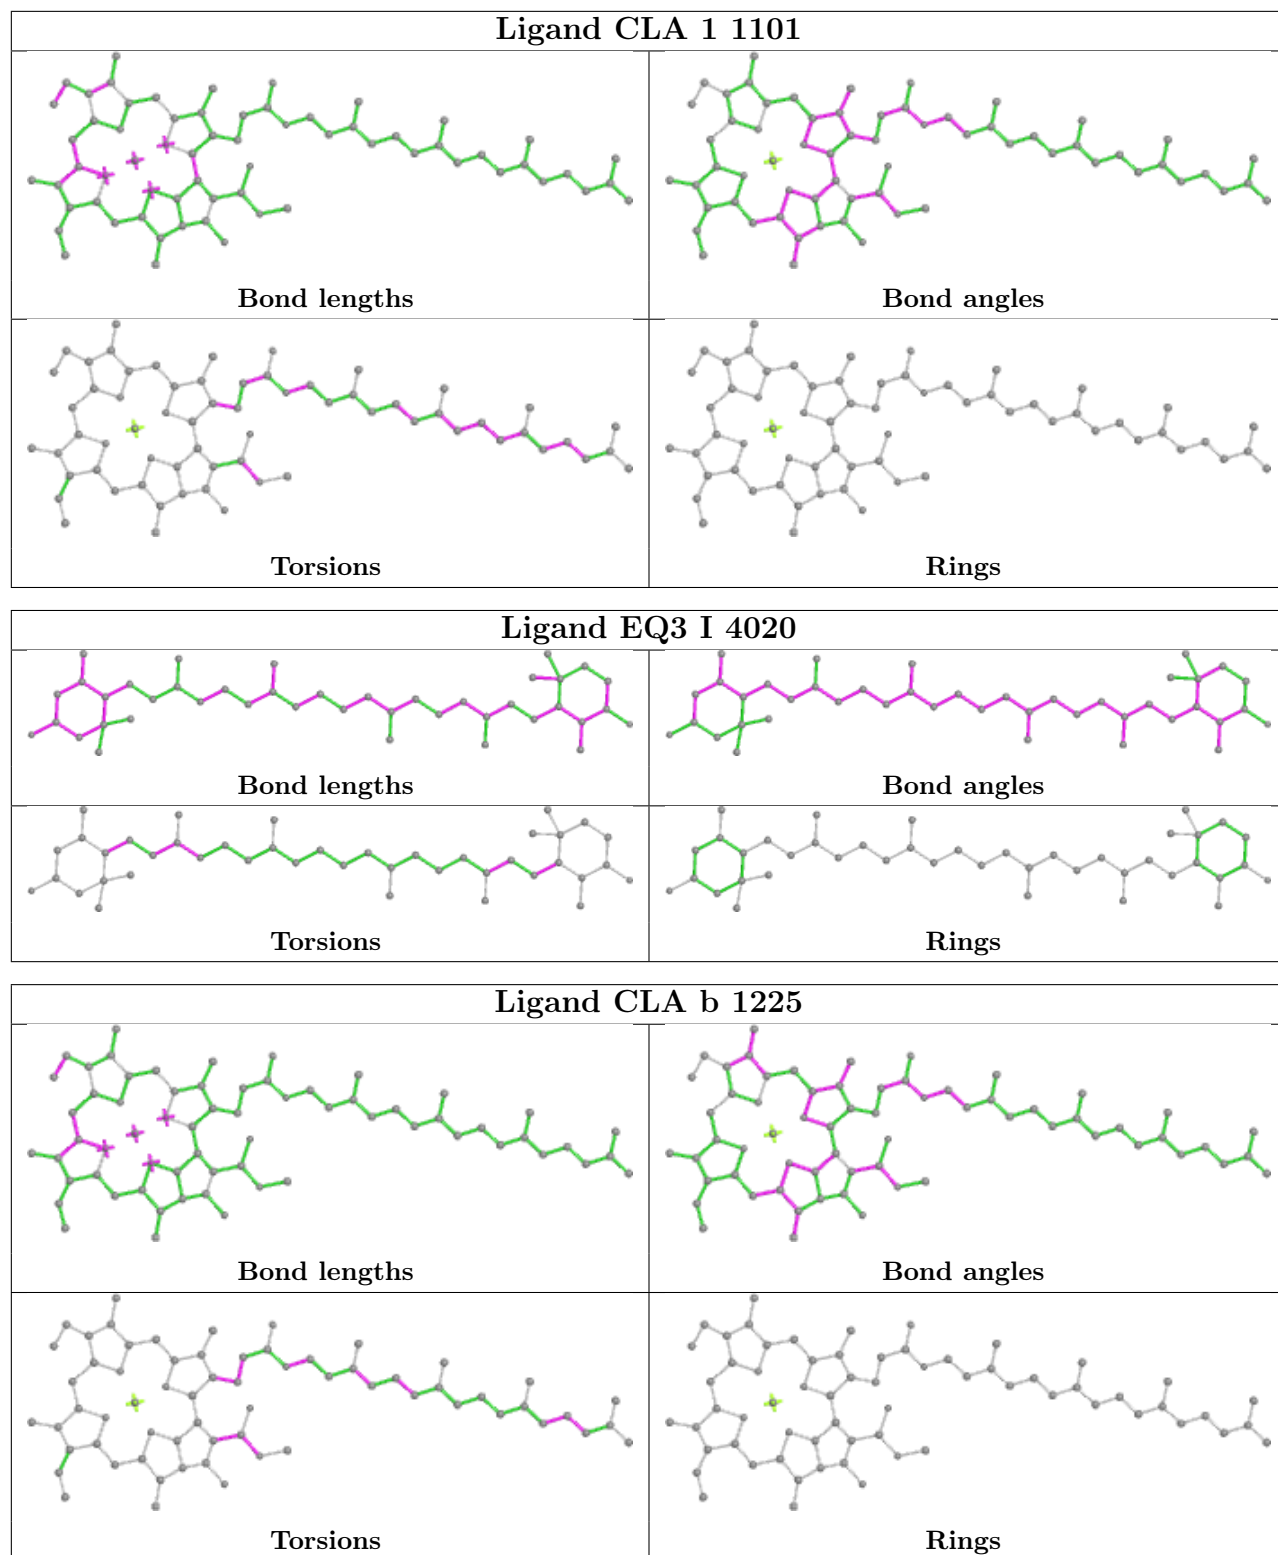 Ligand CLA 1 1101
Bond lengths
Bond angles
Torsions
Rings
Ligand EQ3 I 4020
Bond lengths
Bond angles
Torsions
Rings
Ligand CLA b 1225
Bond lengths
Bond angles
Torsions
Rings